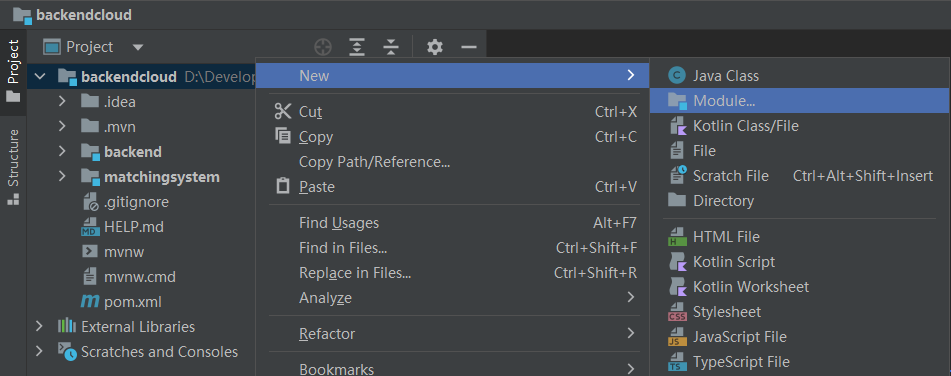 backendcloud
Project
Structure
Project
backendcloud D:\Develop
.idea
.mvn
backend
matchingsystem
.gitignore
HELP.md
mvnw
mvnw.cmd
pom.xml
External Libraries
Scratches and Consoles
New
Cut Ctrl+X
Copy Ctrl+C
Copy Path/Reference...
Paste Ctrl+V
Find Usages Alt+F7
Find in Files... Ctrl+Shift+F
Replace in Files... Ctrl+Shift+R
Analyze
Refactor
Bookmarks
Java Class
Module...
Kotlin Class/File
File
Scratch File Ctrl+Alt+Shift+Insert
Directory
HTML File
Kotlin Script
Kotlin Worksheet
Stylesheet
JavaScript File
TypeScript File